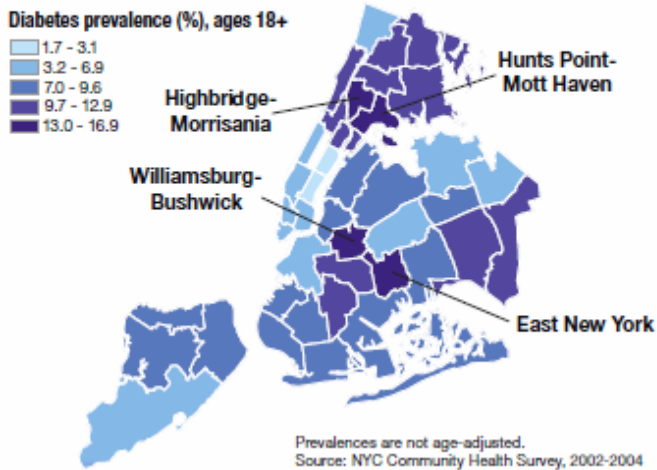 Diabetes prevalence (%), ages 18+
1.7 - 3.1
3.2 - 6.9
7.0 - 9.6
9.7 - 12.9
13.0 - 16.9
Hunts Point-
Mott Haven
Highbridge-
Morrisania
Williamsburg-
Bushwick
East New York
Prevalences are not age-adjusted.
Source: NYC Community Health Survey, 2002-2004